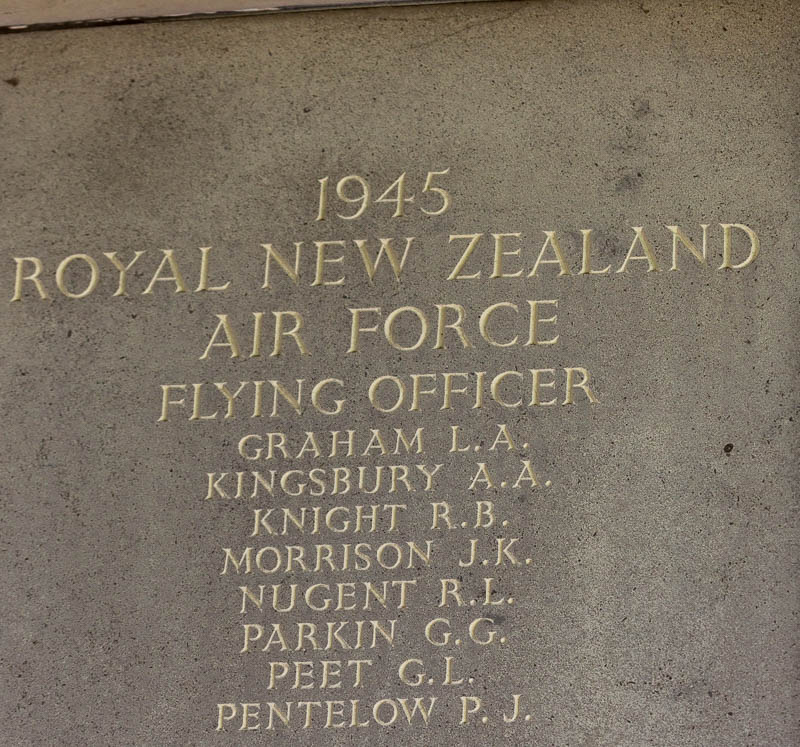 1945
ROYAL NEW ZEALAND
AIR FORCE
FLYING OFFICER
GRAHAM L.A.
KINGSBURY A.A.
KNIGHT R.B.
MORRISON J.K.
NUGENT R.L.
PARKIN G.G.
PEET G.L.
PENTELOW P. J.